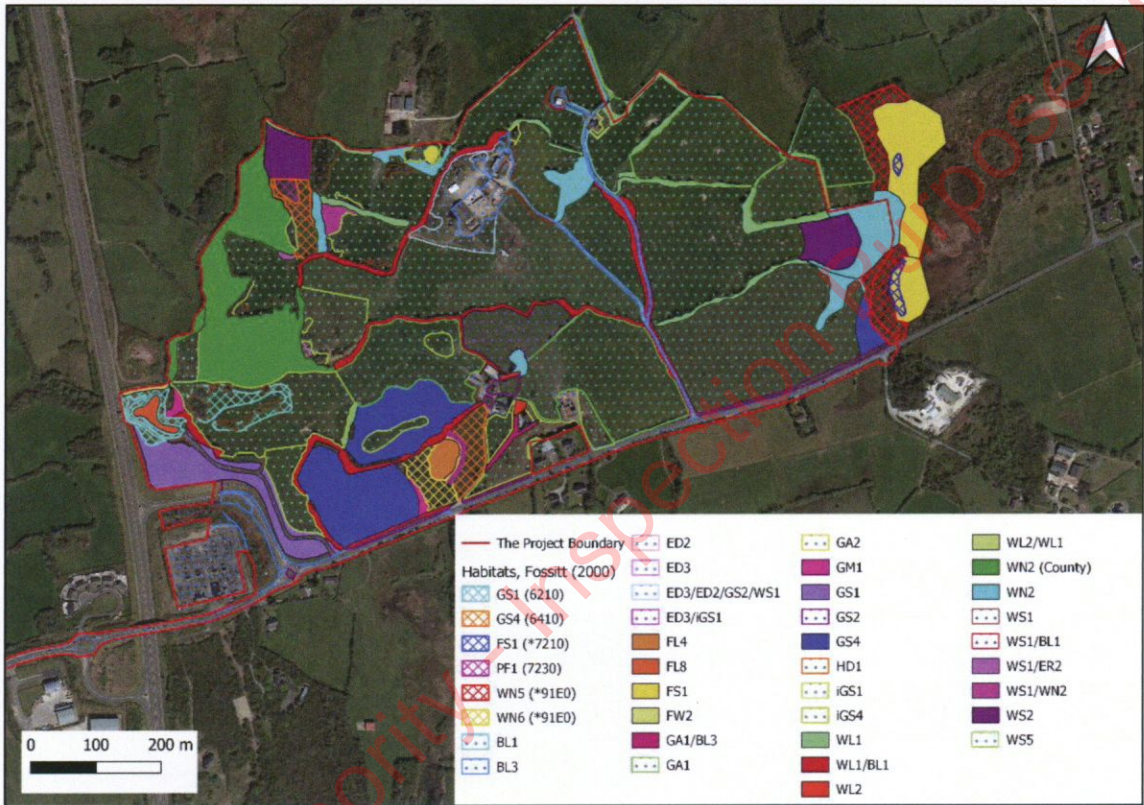 The Project Boundary
Habitats, Fossitt (2000)
GS1 (6210)
GS4 (6410)
FS1 (*7210)
PF1 (7230)
WN5 (*91E0)
WN6 (*91E0)
BL1
BL3
ED2
ED3
ED3/ED2/GS2/WS1
ED3/iGS1
FL4
FL8
FS1
FW2
GA1/BL3
GA1
GA2
GM1
GS1
GS2
GS4
HD1
iGS1
iGS4
WL1
WL1/BL1
WL2
WL2/WL1
WN2 (County)
WN2
WS1
WS1/BL1
WS1/ER2
WS1/WN2
WS2
WS5
0 100 200 m
ority - Inspection Purposes